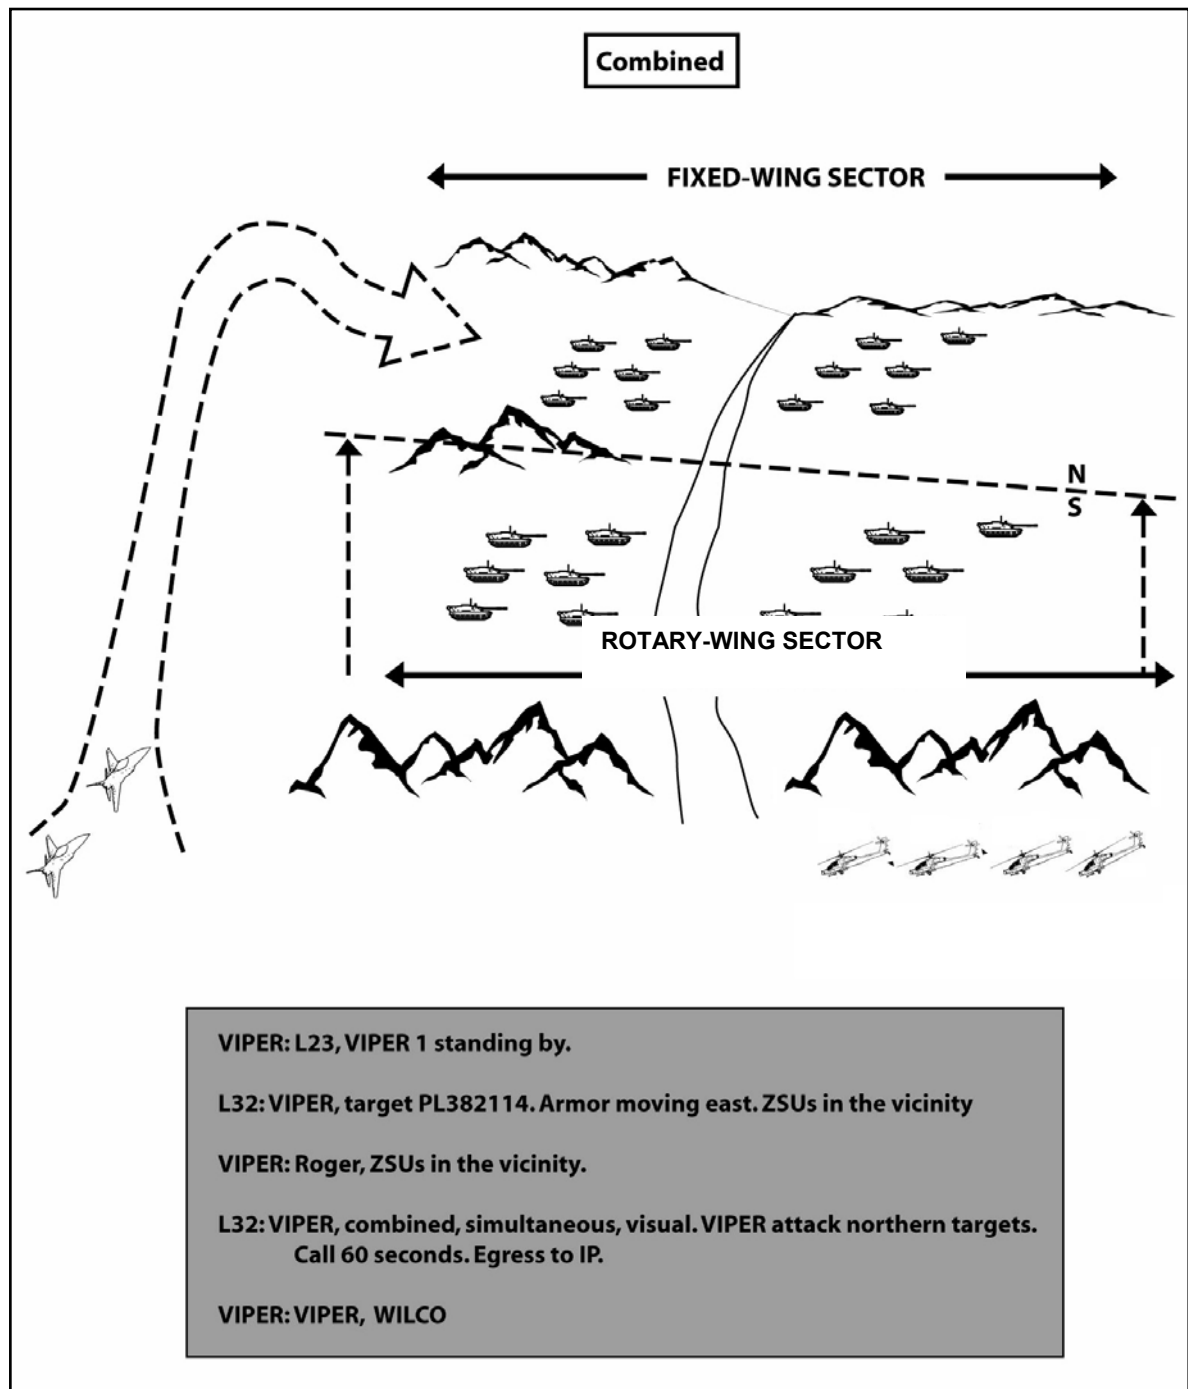 Combined
FIXED-WING SECTOR
N
S
ROTARY-WING SECTOR
VIPER: L23, VIPER 1 standing by.
L32: VIPER, target PL382114. Armor moving east. ZSUs in the vicinity
VIPER: Roger, ZSUs in the vicinity.
L32: VIPER, combined, simultaneous, visual. VIPER attack northern targets.
Call 60 seconds. Egress to IP.
VIPER: VIPER, WILCO